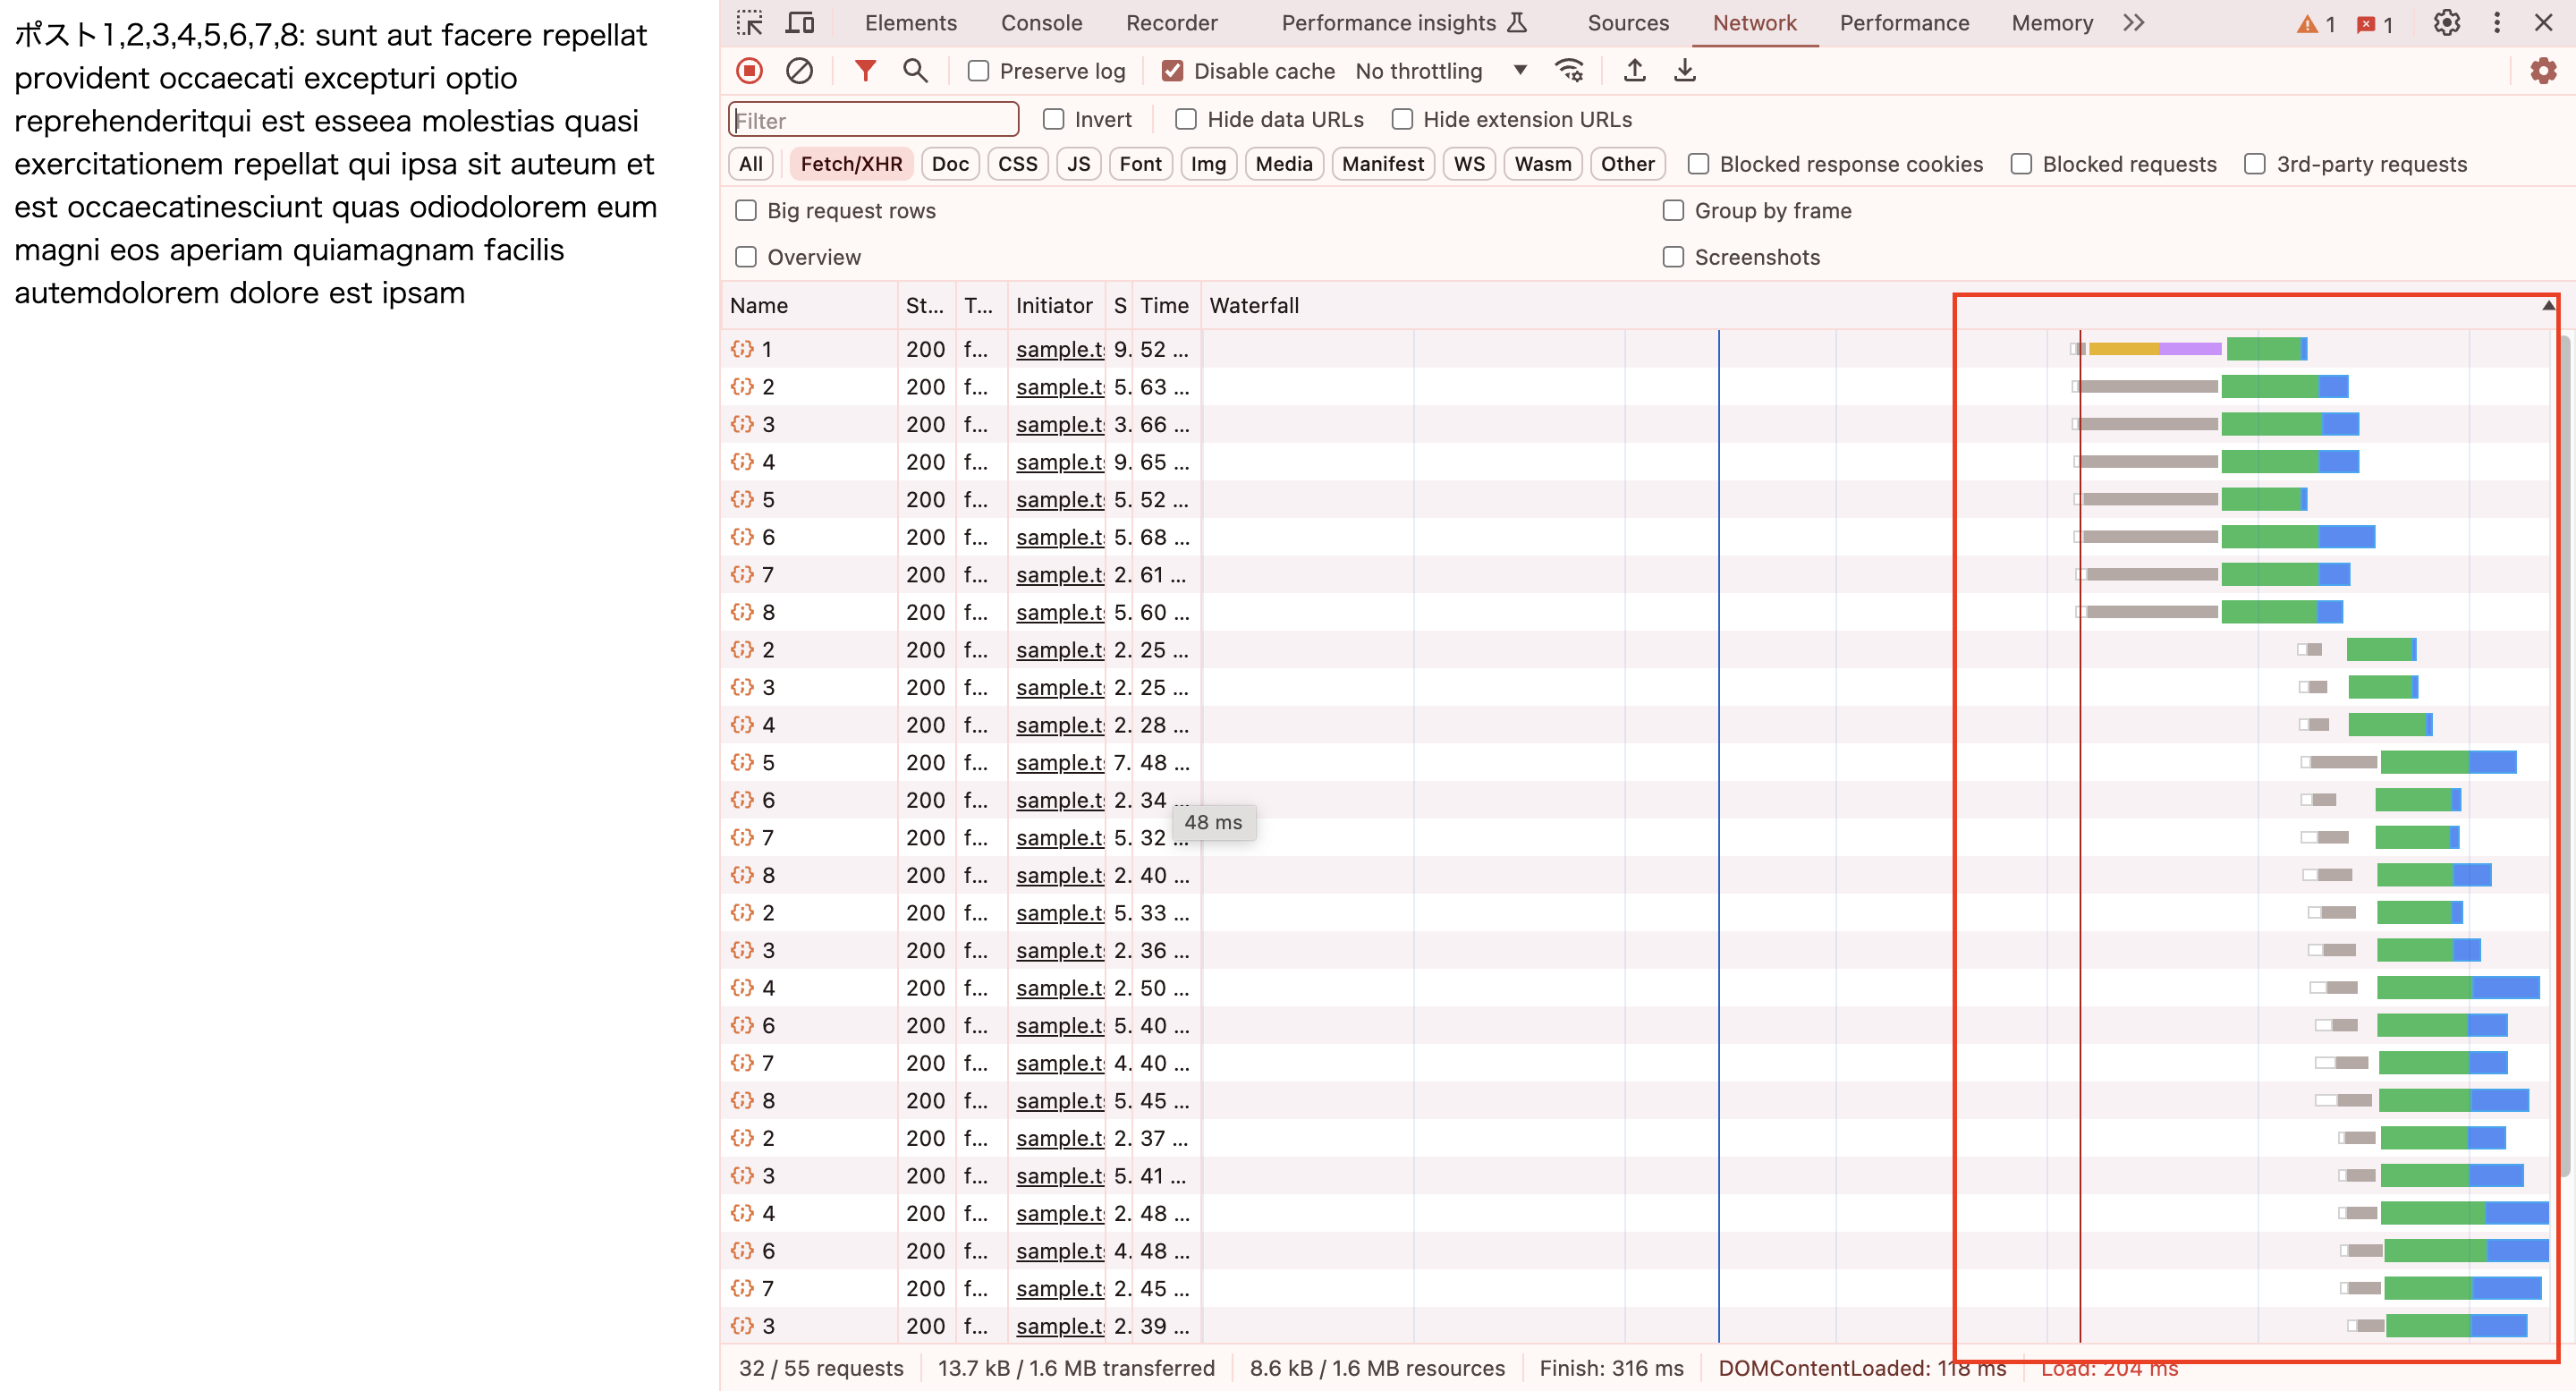 ポスト1,2,3,4,5,6,7,8: sunt aut facere repellat
provident occaecati excepturi optio
reprehenderitqui est esseea molestias quasi
exercitationem repellat qui ipsa sit auteum et
est occaecatinesciunt quas odiodolorem eum
magni eos aperiam quiamagnam facilis
autemdolorem dolore est ipsam
Elements Console Recorder Performance insights Sources Network Performance Memory 1 1
Preserve log Disable cache No throttling
Filter Invert Hide data URLs Hide extension URLs
All Fetch/XHR Doc CSS JS Font Img Media Manifest WS Wasm Other Blocked response cookies Blocked requests 3rd-party requests
Big request rows Group by frame
Overview Screenshots
Name St... T... Initiator S Time Waterfall
1 200 f... sample.t 9. 52 ...
2 200 f... sample.t 5. 63 ...
3 200 f... sample.t 3. 66 ...
4 200 f... sample.t 9. 65 ...
5 200 f... sample.t 5. 52 ...
6 200 f... sample.t 5. 68 ...
7 200 f... sample.t 2. 61 ...
8 200 f... sample.t 5. 60 ...
2 200 f... sample.t 2. 25 ...
3 200 f... sample.t 2. 25 ...
4 200 f... sample.t 2. 28 ...
5 200 f... sample.t 7. 48 ...
6 200 f... sample.t 2. 34 ...
48 ms
7 200 f... sample.t 5. 32 ...
8 200 f... sample.t 2. 40 ...
2 200 f... sample.t 5. 33 ...
3 200 f... sample.t 2. 36 ...
4 200 f... sample.t 2. 50 ...
6 200 f... sample.t 5. 40 ...
7 200 f... sample.t 4. 40 ...
8 200 f... sample.t 5. 45 ...
2 200 f... sample.t 2. 37 ...
3 200 f... sample.t 5. 41 ...
4 200 f... sample.t 2. 48 ...
6 200 f... sample.t 4. 48 ...
7 200 f... sample.t 2. 45 ...
3 200 f... sample.t 2. 39 ...
32 / 55 requests 13.7 kB / 1.6 MB transferred 8.6 kB / 1.6 MB resources Finish: 316 ms DOMContentLoaded: 118 ms Load: 204 ms